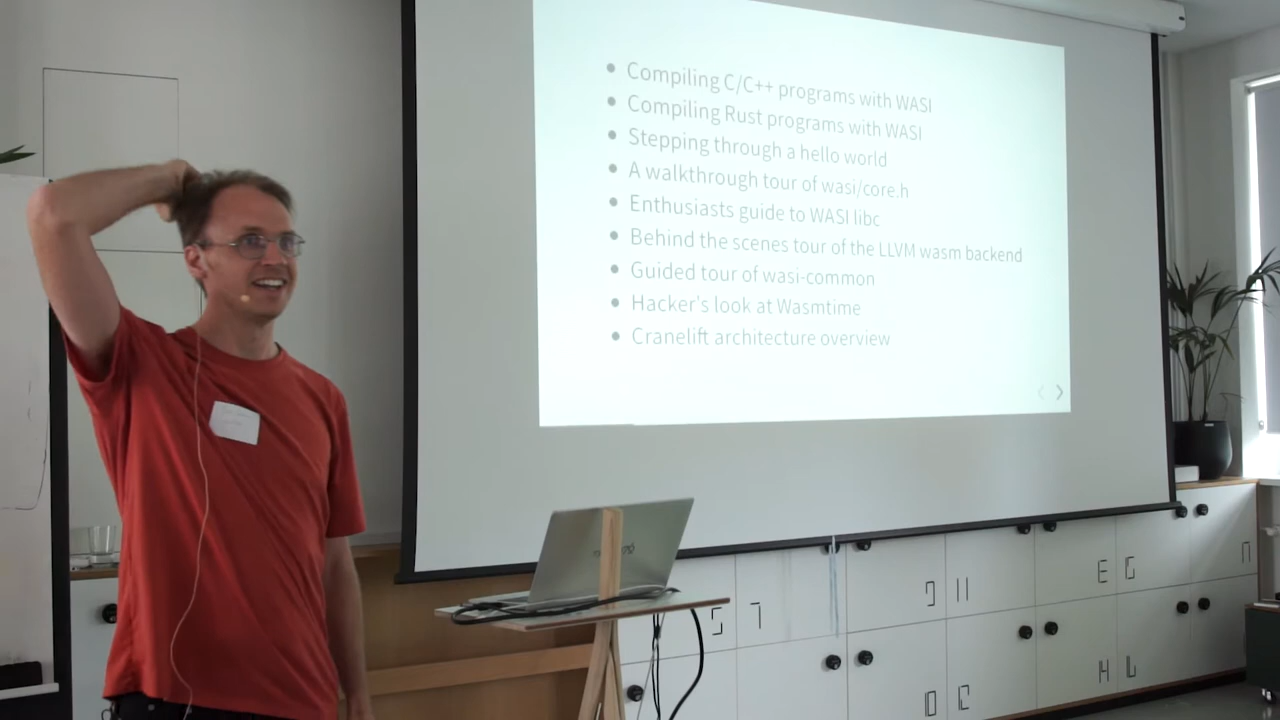 Compiling C/C++ programs with WASI
Compiling Rust programs with WASI
Stepping through a hello world
A walkthrough tour of wasi/core.h
Enthusiasts guide to WASI libc
Behind the scenes tour of the LLVM wasm backend
Guided tour of wasi-common
Hacker's look at Wasmtime
Cranelift architecture overview